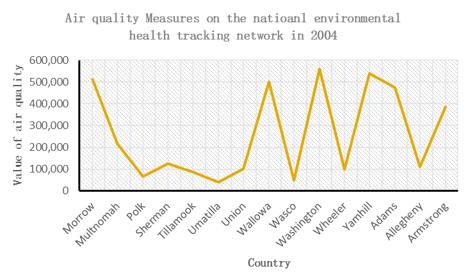 Air quality Measures on the natioanl environmental
health tracking network in 2004
Value of air quality
600,000
500,000
400,000
300,000
200,000
100,000
0
Morrow
Multnomah
Polk
Sherman
Tillamook
Umatilla
Union
Wallowa
Wasco
Washington
Wheeler
Yamhill
Adams
Allegheny
Armstrong
Country